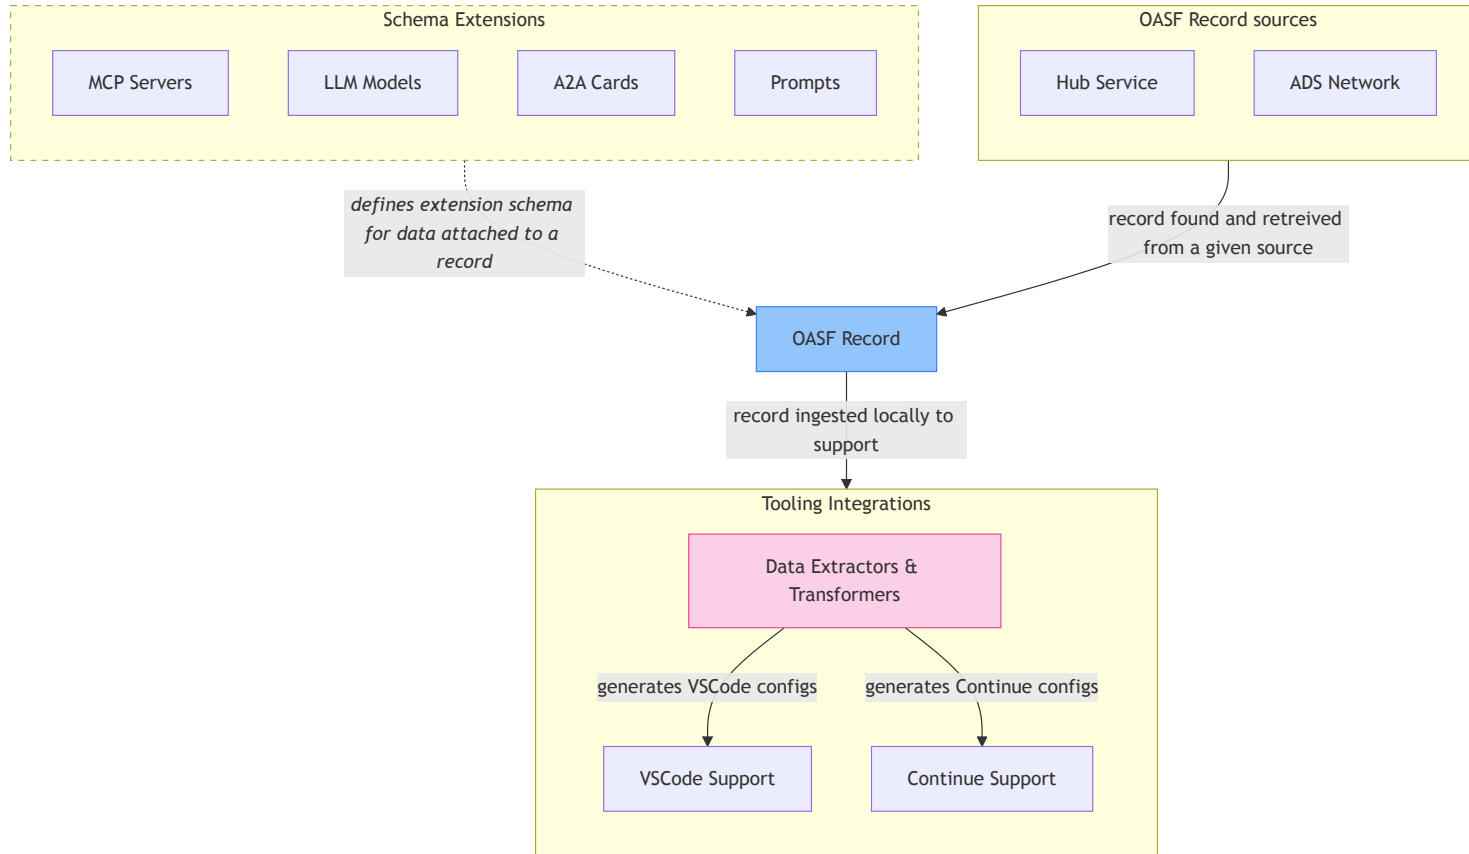 Schema Extensions
MCP Servers
LLM Models
A2A Cards
Prompts
OASF Record sources
Hub Service
ADS Network
defines extension schema
for data attached to a
record
record found and retreived
from a given source
OASF Record
record ingested locally to
support
Tooling Integrations
Data Extractors &
Transformers
generates VSCode configs
generates Continue configs
VSCode Support
Continue Support